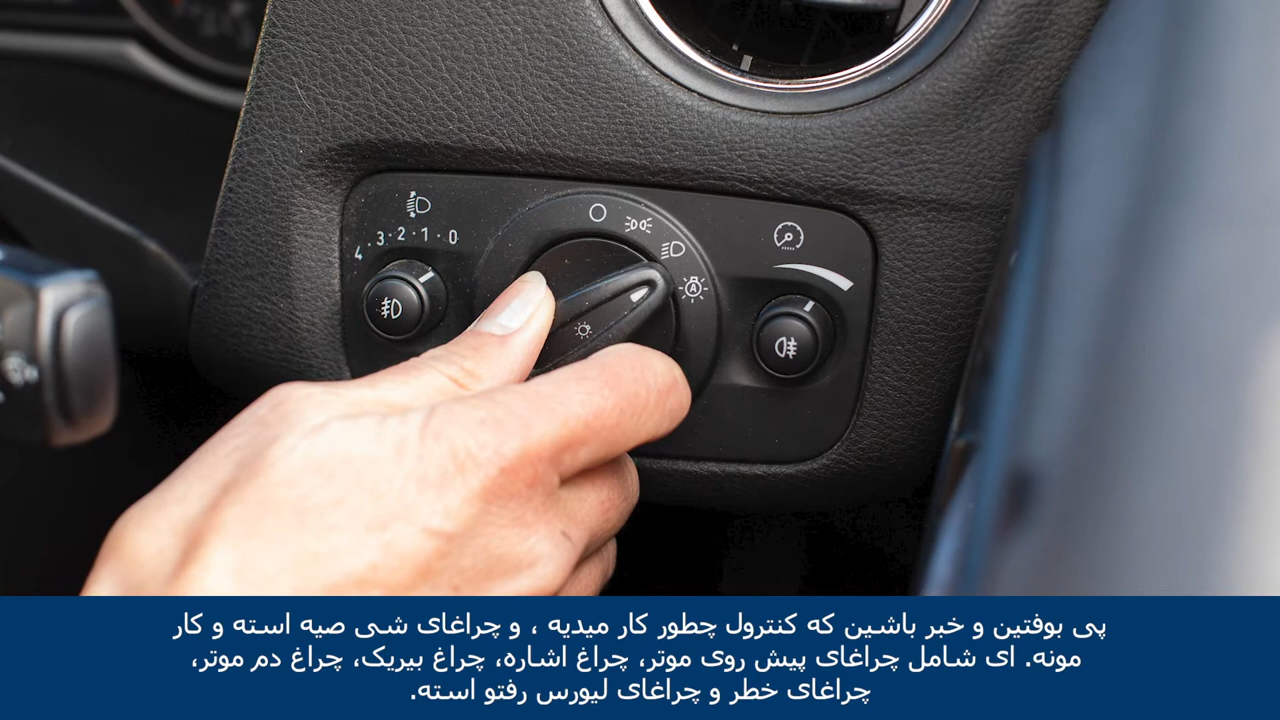 4 · 3 · 2 · 1 · 0
A
پی بوفتین و خبر باشین که کنترول چطور کار میدیه ، و چراغای شی صیه استه و کار
مونه. ای شامل چراغای پیش روی موتر، چراغ اشاره، چراغ بیریک، چراغ دم موتر،
چراغای خطر و چراغای لیورس رفتو استه.